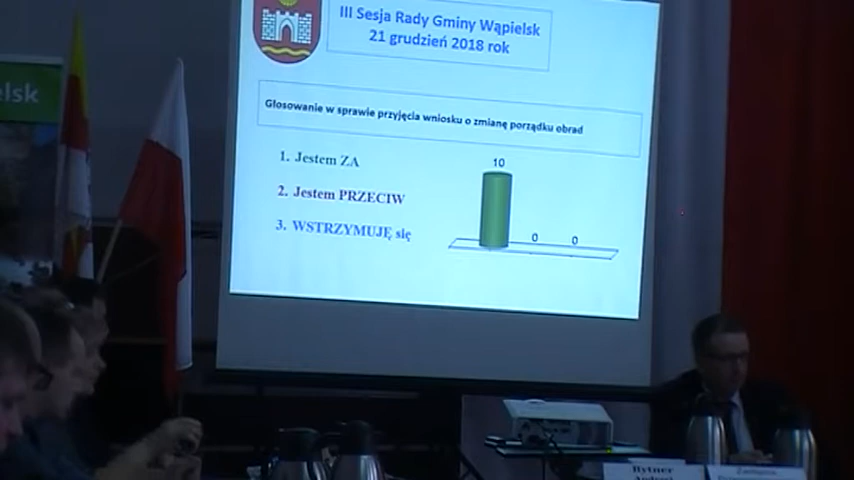 III Sesja Rady Gminy Wąpielsk
21 grudzień 2018 rok
elsk
Głosowanie w sprawie przyjęcia wniosku o zmianę porządku obrad
1. Jestem ZA
2. Jestem PRZECIW
3. WSTRZYMUJĘ się
10
0
0
Rytner